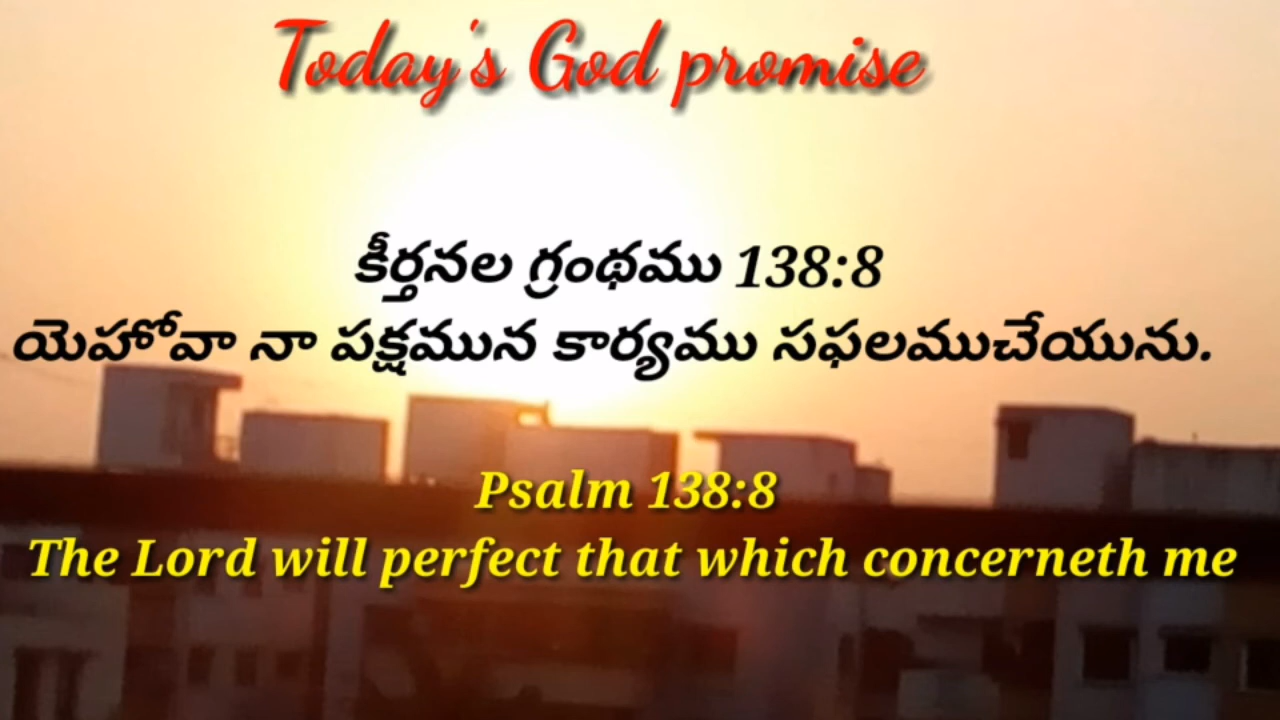 Today's God promise
కీర్తనల గ్రంథము 138:8
యెహోవా నా పక్షమున కార్యము సఫలముచేయును.
Psalm 138:8
The Lord will perfect that which concerneth me